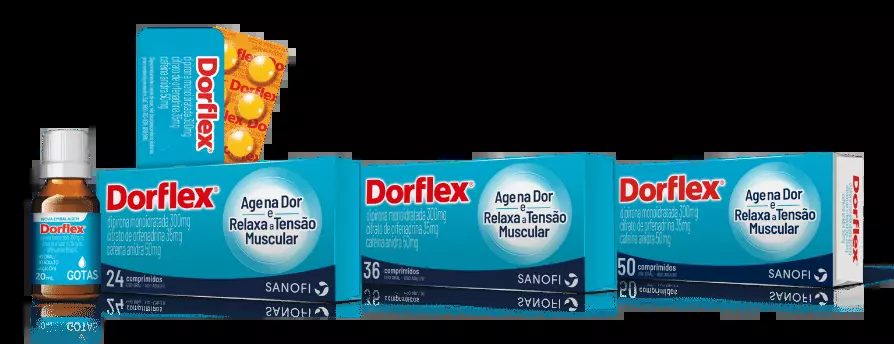 Dorflex®
dipirona monoidratada 300mg
citrato de orfenadrina 35mg
cafeína anidra 50mg
Dorflex
Dorflex
NOVA EMBALAGEM
Dorflex
GOTAS
20mL
Dorflex®
dipirona monoidratada 300mg
citrato de orfenadrina 35mg
cafeína anidra 50mg
Age na Dor
e
Relaxa a Tensão
Muscular
24 comprimidos
SANOFI
Dorflex®
dipirona monoidratada 300mg
citrato de orfenadrina 35mg
cafeína anidra 50mg
Age na Dor
e
Relaxa a Tensão
Muscular
36 comprimidos
SANOFI
Dorflex®
dipirona monoidratada 300mg
citrato de orfenadrina 35mg
cafeína anidra 50mg
Age na Dor
e
Relaxa a Tensão
Muscular
50 comprimidos
SANOFI
Dorflex